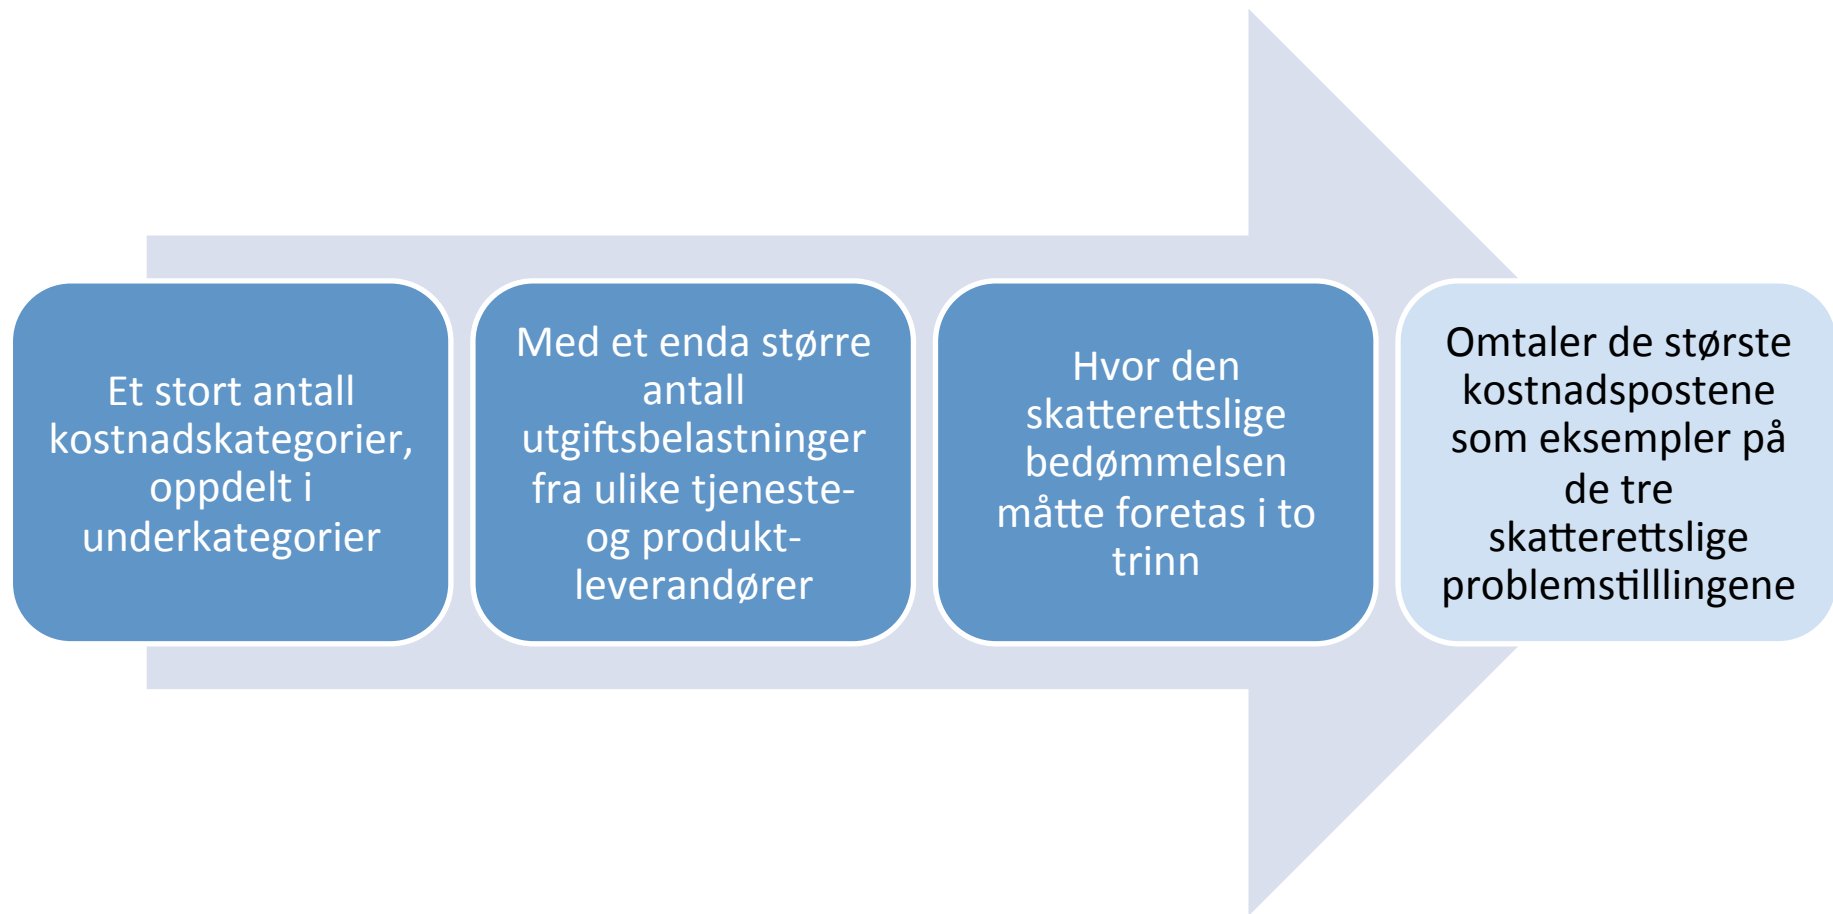 Et stort antall
kostnadskategorier,
oppdelt i
underkategorier
Med et enda større
antall
utgiftsbelastninger
fra ulike tjeneste-
og produkt-
leverandører
Hvor den
skatterettslige
bedømmelsen
måtte foretas i to
trinn
Omtaler de største
kostnadspostene
som eksempler på
de tre
skatterettslige
problemstilllingene